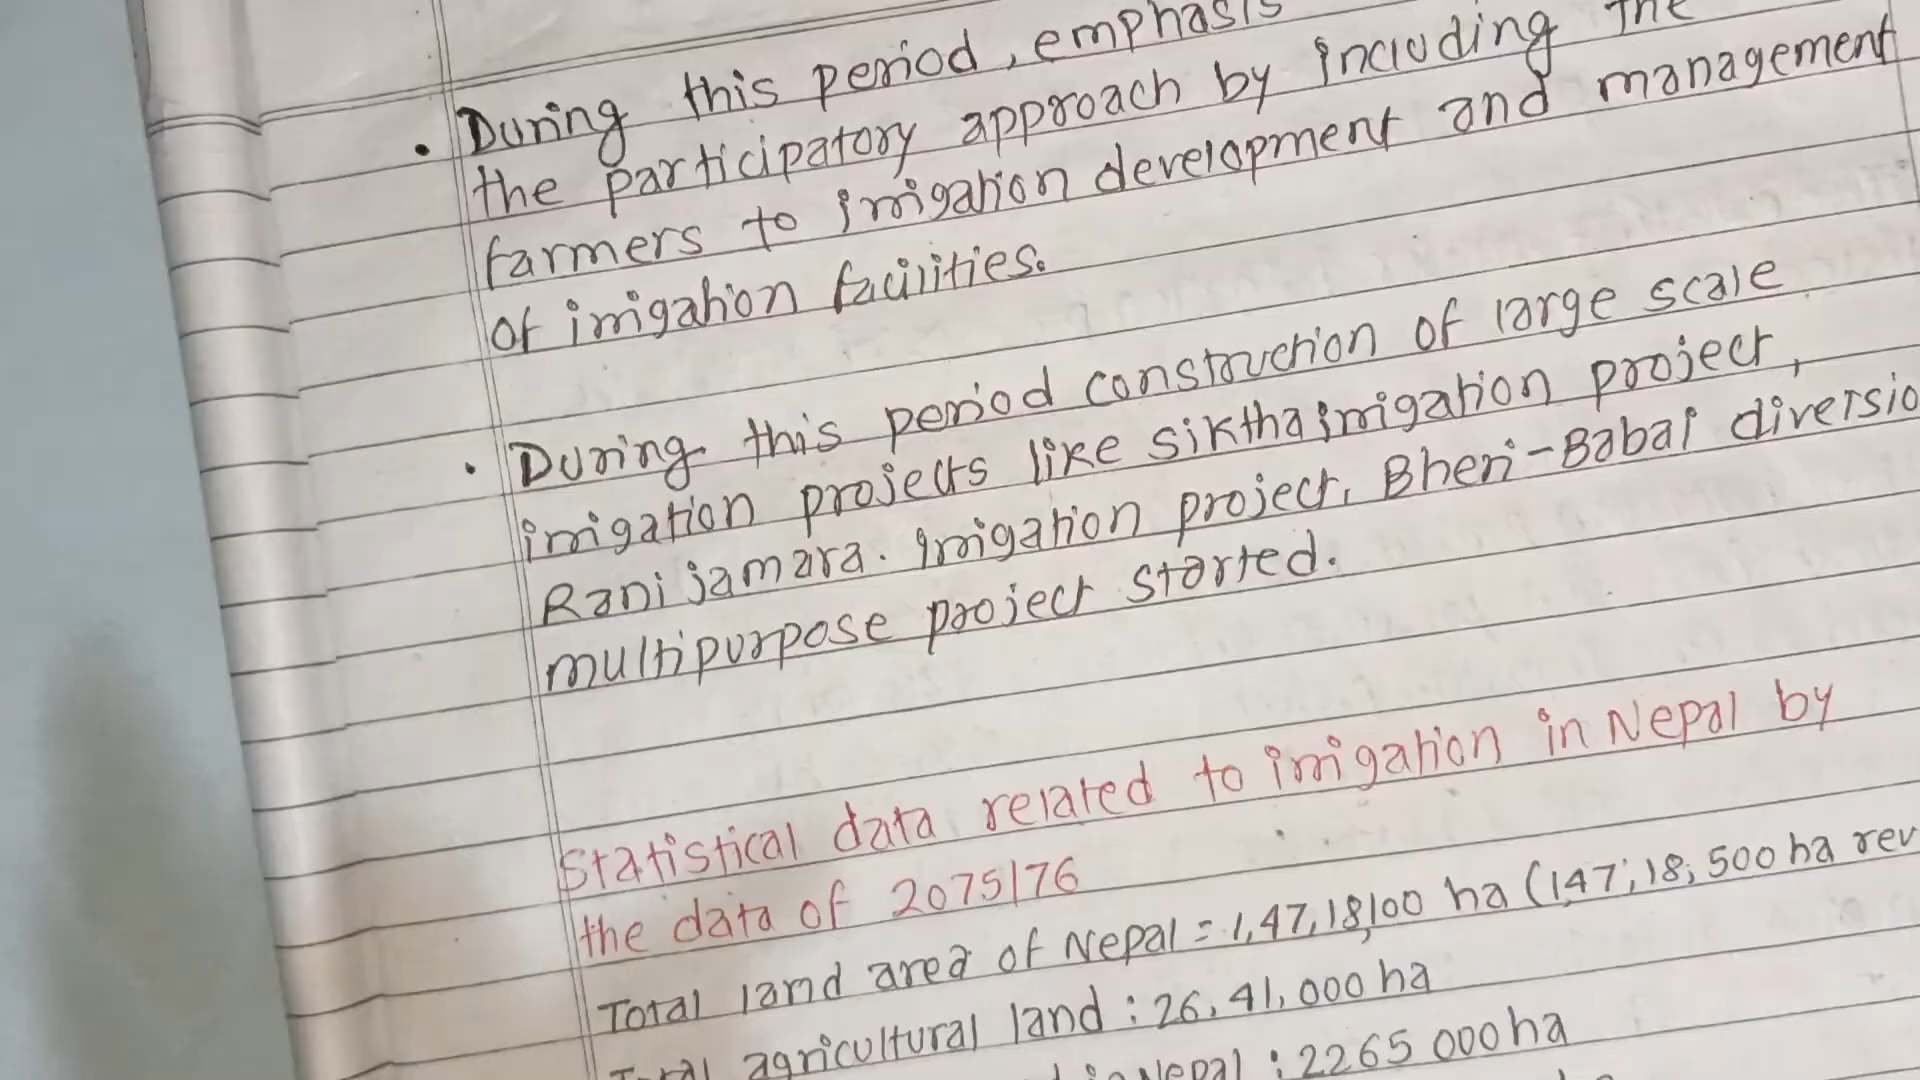 • During this period, emphasis
the participatory approach by including the
farmers to irrigation development and management
of irrigation facilities.
• During this period construction of large scale
irrigation projects like siktha irrigation project,
Rani jamara. irrigation project, Bheri-Babai diversio
multipurpose project started.
Statistical data related to irrigation in Nepal by
the data of 2075/76
Total land area of Nepal = 1,47,18,100 ha (147,18,500 ha rev
Total agricultural land : 26,41,000 ha
in Nepal : 2265 000 ha